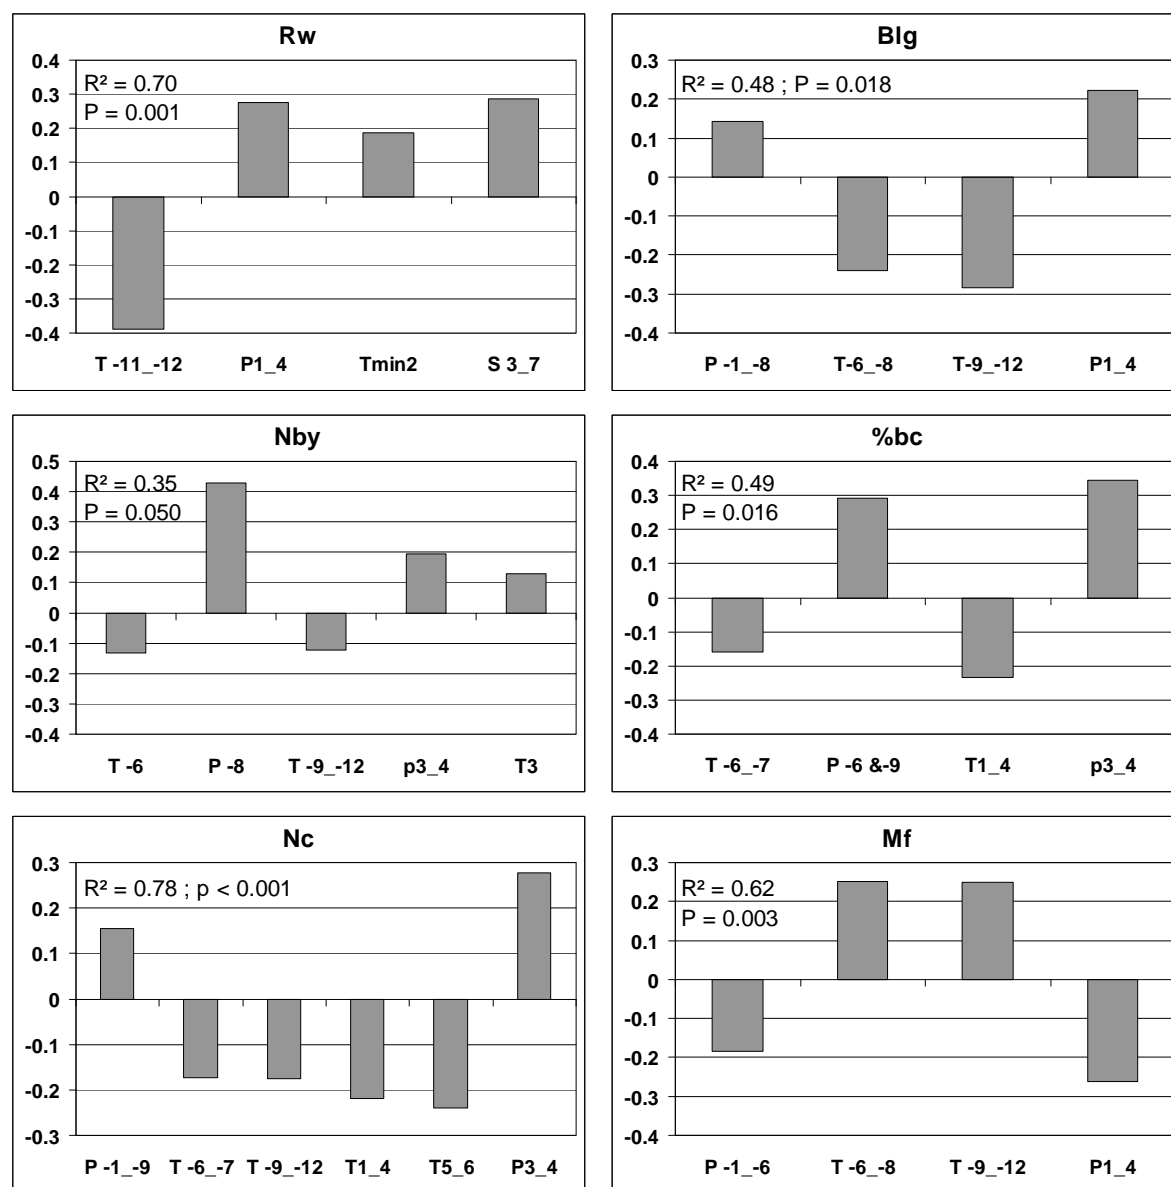 Rw
R² = 0.70
P = 0.001
0.4
0.3
0.2
0.1
0
-0.1
-0.2
-0.3
-0.4
T -11_-12 P1_4 Tmin2 S 3_7
Blg
R² = 0.48 ; P = 0.018
0.3
0.2
0.1
0
-0.1
-0.2
-0.3
-0.4
P -1_-8 T-6_-8 T-9_-12 P1_4
Nby
R² = 0.35
P = 0.050
0.5
0.4
0.3
0.2
0.1
0
-0.1
-0.2
-0.3
-0.4
T -6 P -8 T -9_-12 p3_4 T3
%bc
R² = 0.49
P = 0.016
0.4
0.3
0.2
0.1
0
-0.1
-0.2
-0.3
-0.4
T -6_-7 P -6 &-9 T1_4 p3_4
Nc
R² = 0.78 ; p < 0.001
0.3
0.2
0.1
0
-0.1
-0.2
-0.3
P -1_-9 T -6_-7 T -9_-12 T1_4 T5_6 P3_4
Mf
R² = 0.62
P = 0.003
0.3
0.2
0.1
0
-0.1
-0.2
-0.3
-0.4
P -1_-6 T -6_-8 T -9_-12 P1_4